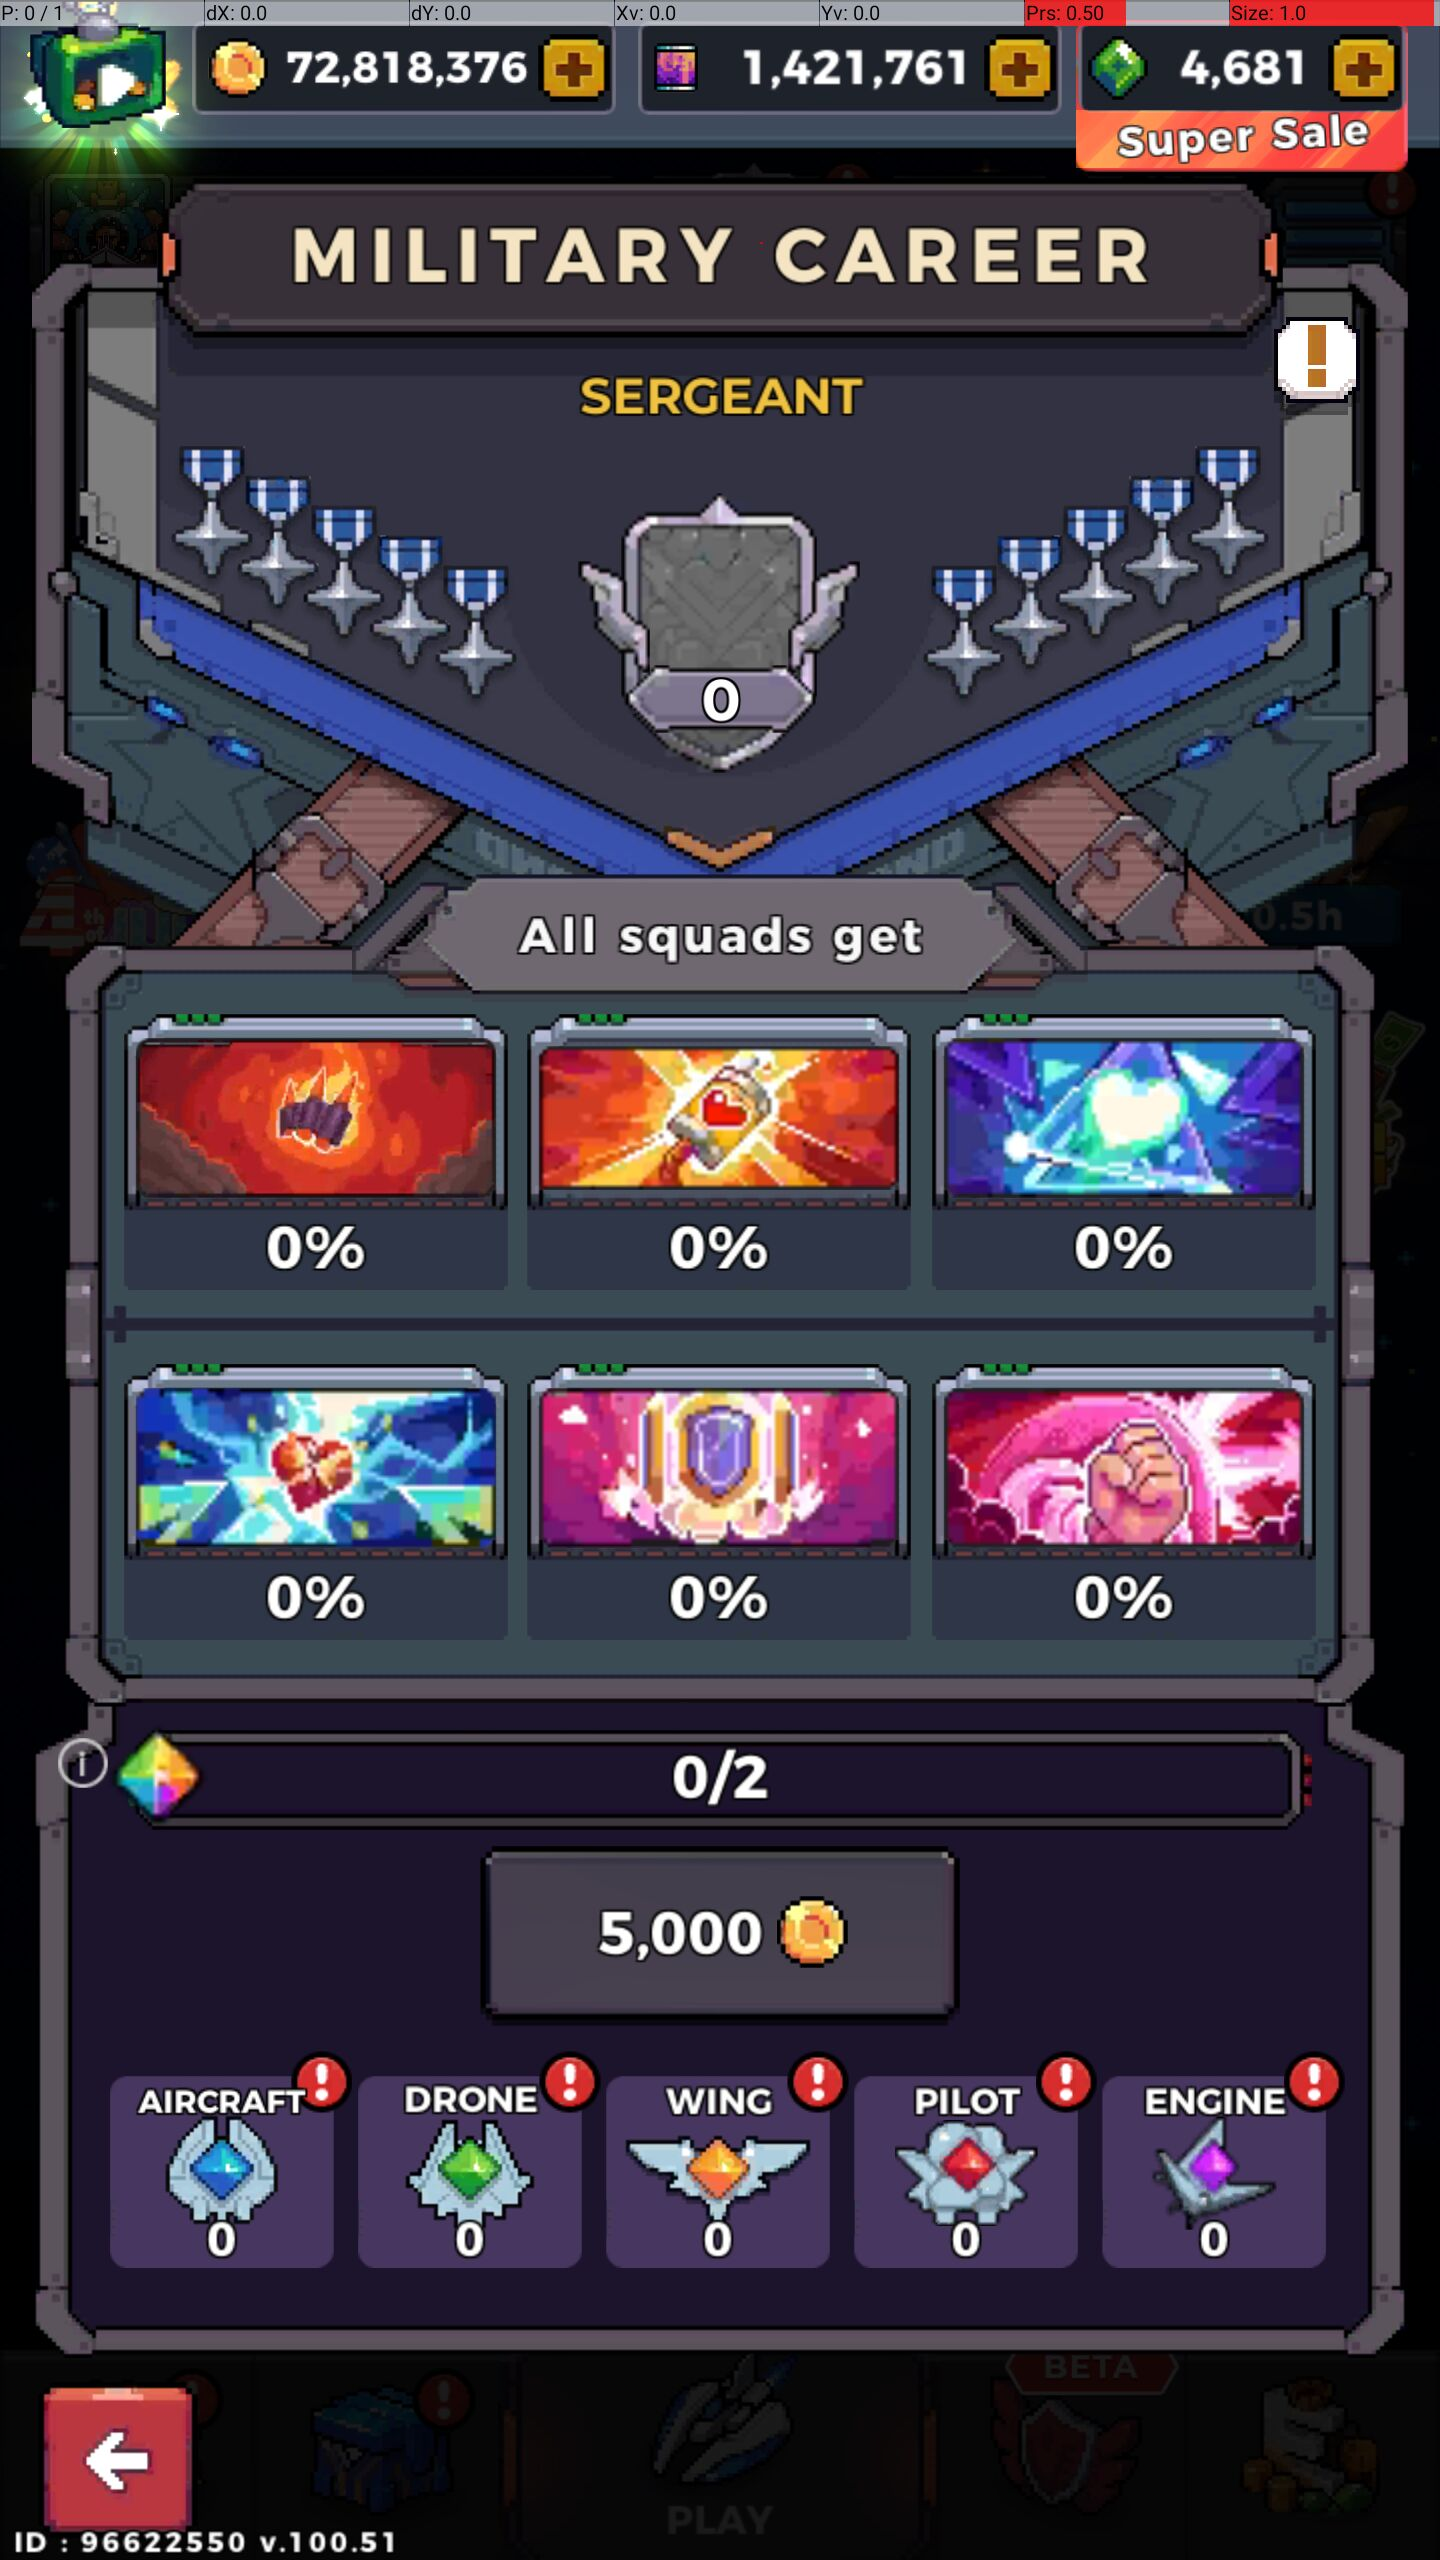 P: 0 / 1 dX: 0.0 dY: 0.0 Xv: 0.0 Yv: 0.0 Prs: 0.50 Size: 1.0
72,818,376 1,421,761 4,681
Super Sale
MILITARY CAREER
SERGEANT
0
0.5h
All squads get
0% 0% 0%
0% 0% 0%
0/2
5,000
AIRCRAFT DRONE WING PILOT ENGINE
0 0 0 0 0
BETA
PLAY
ID : 96622550 v.100.51